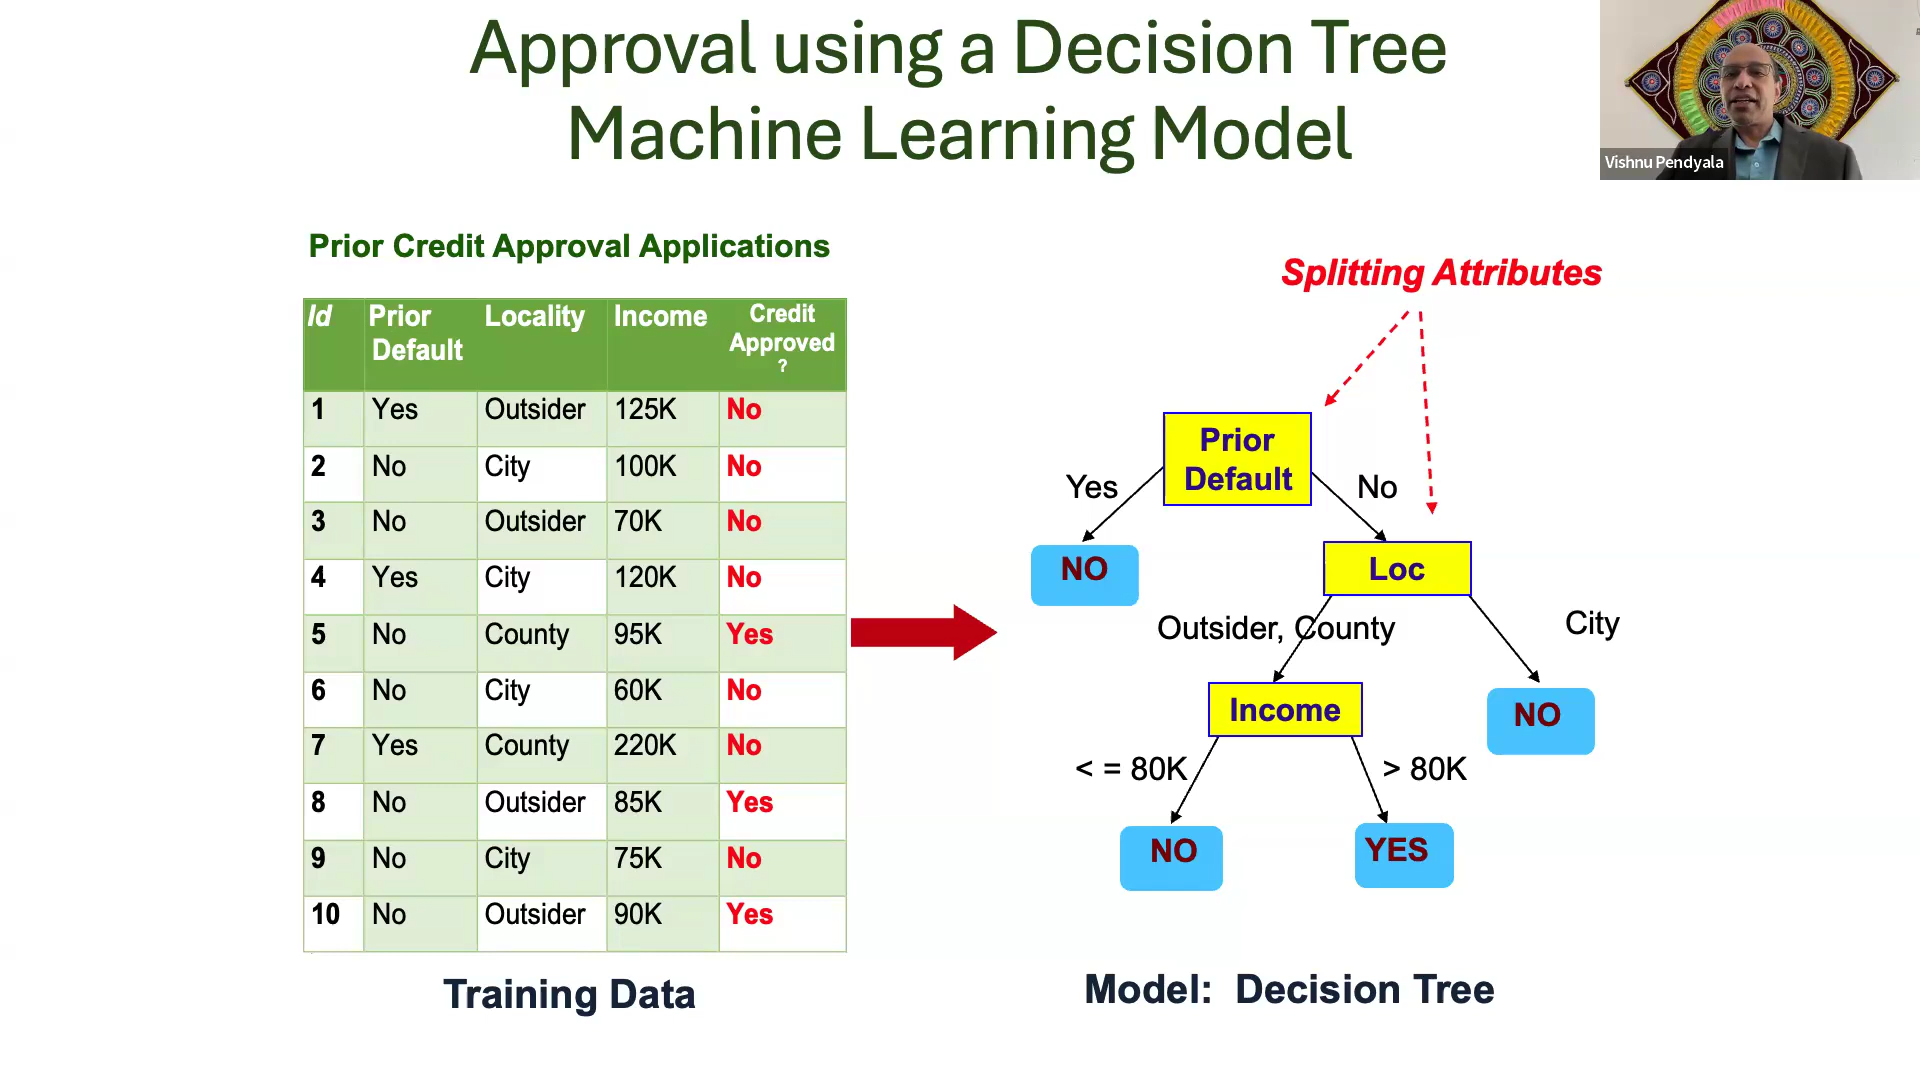 Approval using a Decision Tree
Machine Learning Model
Vishnu Pendyala
Prior Credit Approval Applications
Id Prior Default Locality Income Credit Approved ?
1 Yes Outsider 125K No
2 No City 100K No
3 No Outsider 70K No
4 Yes City 120K No
5 No County 95K Yes
6 No City 60K No
7 Yes County 220K No
8 No Outsider 85K Yes
9 No City 75K No
10 No Outsider 90K Yes
Training Data
Splitting Attributes
Prior
Default
Yes No
NO
Loc
Outsider, County City
Income
NO
< = 80K > 80K
NO YES
Model: Decision Tree